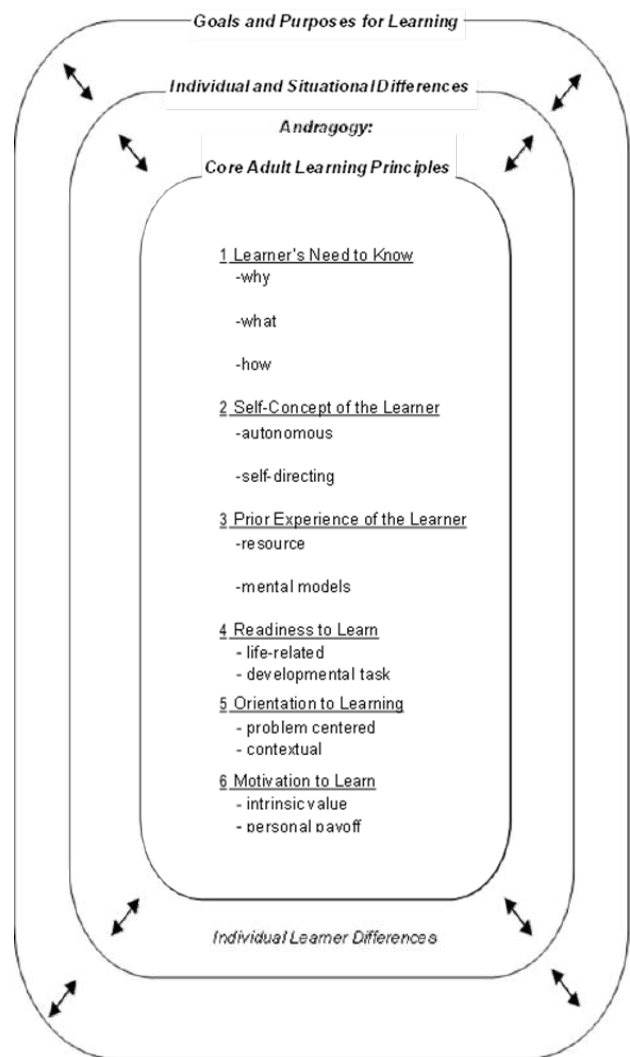 Goals and Purposes for Learning
Individual and Situational Differences
Andragogy:
Core Adult Learning Principles
1 Learner's Need to Know
-why
-what
-how
2 Self-Concept of the Learner
-autonomous
-self-directing
3 Prior Experience of the Learner
-resource
-mental models
4 Readiness to Learn
- life-related
- developmental task
5 Orientation to Learning
- problem centered
- contextual
6 Motivation to Learn
- intrinsic value
- personal payoff
Individual Learner Differences